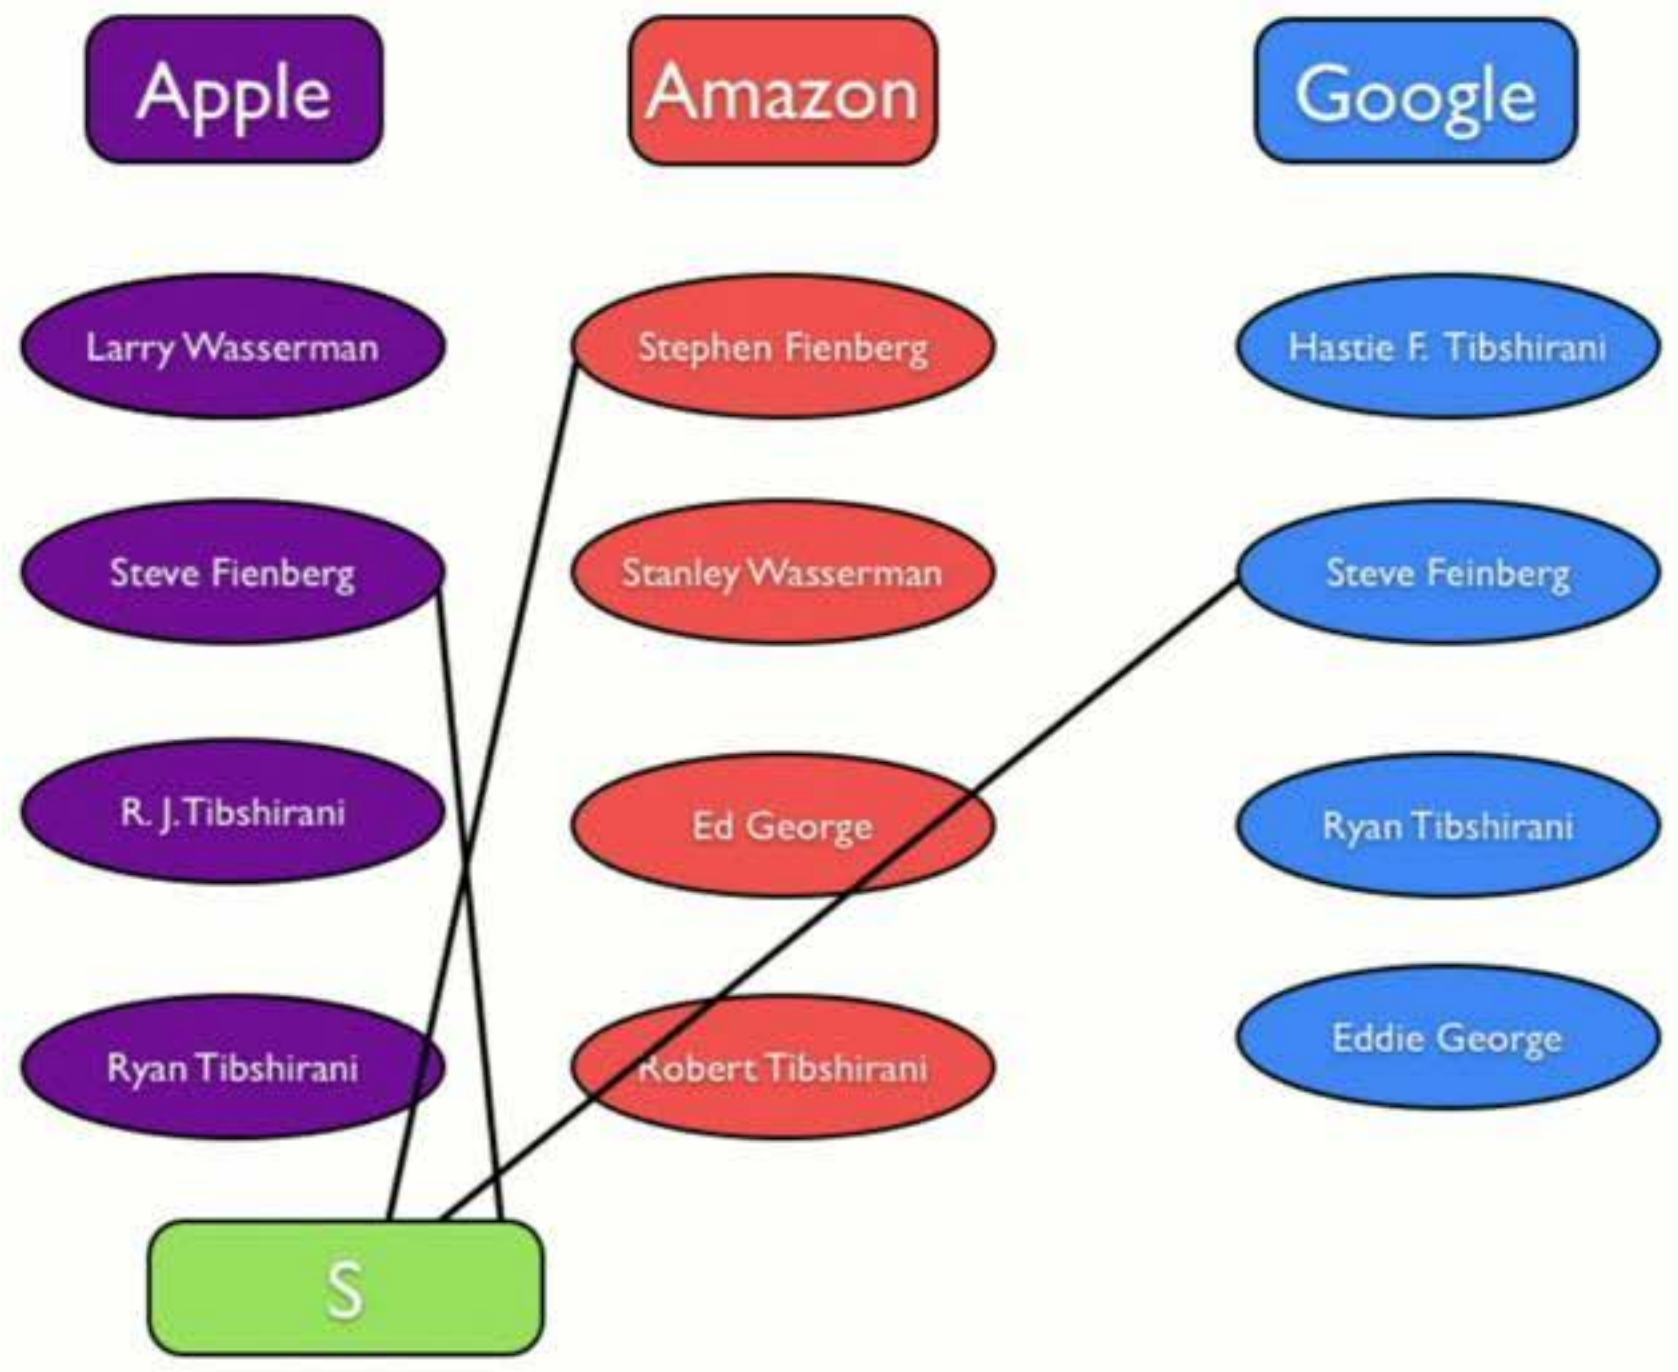 Apple
Amazon
Google
Larry Wasserman
Stephen Fienberg
Hastie F. Tibshirani
Steve Fienberg
Stanley Wasserman
Steve Feinberg
R. J. Tibshirani
Ed George
Ryan Tibshirani
Ryan Tibshirani
Robert Tibshirani
Eddie George
S